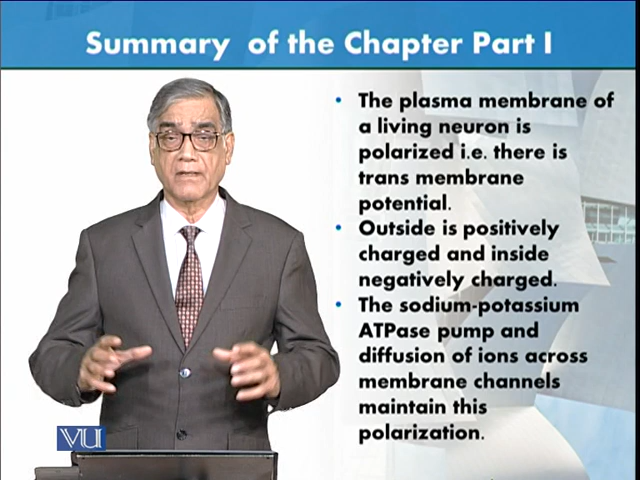 Summary of the Chapter Part I
• The plasma membrane of
a living neuron is
polarized i.e. there is
trans membrane
potential.
• Outside is positively
charged and inside
negatively charged.
• The sodium-potassium
ATPase pump and
diffusion of ions across
membrane channels
maintain this
polarization.
VU